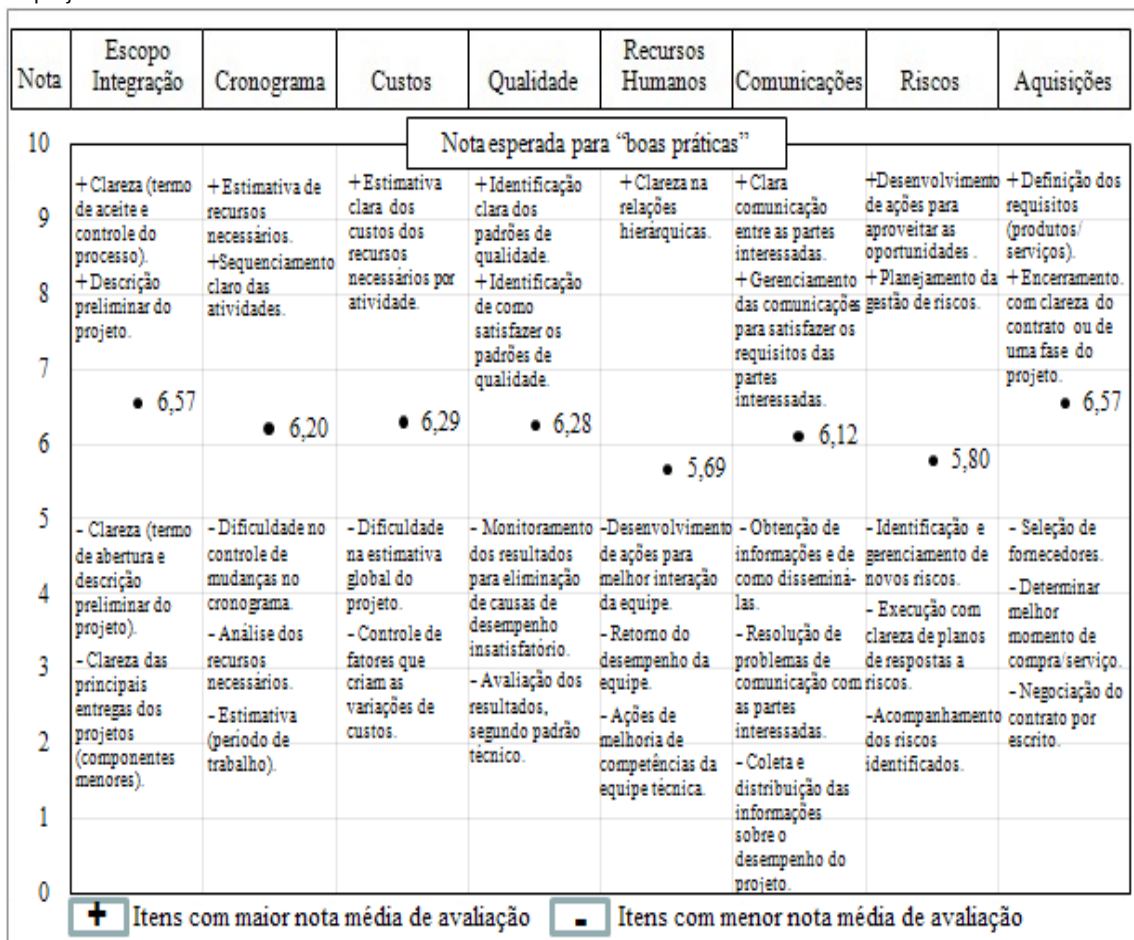 Nota
Escopo
Integração
Cronograma
Custos
Qualidade
Recursos
Humanos
Comunicações
Riscos
Aquisições
Nota esperada para “boas práticas”
10
9
8
7
6
5
4
3
2
1
0
+ Clareza (termo
de aceite e
controle do
processo).
+ Descrição
preliminar do
projeto.
6,57
- Clareza (termo
de abertura e
descrição
preliminar do
projeto).
- Clareza das
principais
entregas dos
projetos
(componentes
menores).
+ Estimativa de
recursos
necessários.
+Sequenciamento
claro das
atividades.
6,20
- Dificuldade no
controle de
mudanças no
cronograma.
- Análise dos
recursos
necessários.
- Estimativa
(período de
trabalho).
+ Estimativa
clara dos
custos dos
recursos
necessários por
atividade.
6,29
- Dificuldade
na estimativa
global do
projeto.
- Controle de
fatores que
criam as
variações de
custos.
+ Identificação
clara dos
padrões de
qualidade.
+ Identificação
de como
satisfazer os
padrões de
qualidade.
6,28
- Monitoramento
dos resultados
para eliminação
de causas de
desempenho
insatisfatório.
- Avaliação dos
resultados,
segundo padrão
técnico.
+ Clareza na
relações
hierárquicas.
5,69
-Desenvolvimento
de ações para
melhor interação
da equipe.
- Retorno do
desempenho da
equipe.
- Ações de
melhoria de
competências da
equipe técnica.
+ Clara
comunicação
entre as partes
interessadas.
+ Gerenciamento
das comunicações
para satisfazer os
requisitos das
partes
interessadas.
6,12
- Obtenção de
informações e de
como disseminá-
las.
- Resolução de
problemas de
comunicação com
as partes
interessadas.
- Coleta e
distribuição das
informações
sobre o
desempenho do
projeto.
+Desenvolvimento
de ações para
aproveitar as
oportunidades .
+ Planejamento da
gestão de riscos.
5,80
- Identificação e
gerenciamento de
novos riscos.
- Execução com
clareza de planos
de respostas a
riscos.
-Acompanhamento
dos riscos
identificados.
+ Definição dos
requisitos
(produtos/
serviços).
+ Encerramento.
com clareza do
contrato ou de
uma fase do
projeto.
6,57
- Seleção de
fornecedores.
- Determinar
melhor
momento de
compra/serviço.
- Negociação do
contrato por
escrito.
+ Itens com maior nota média de avaliação
- Itens com menor nota média de avaliação